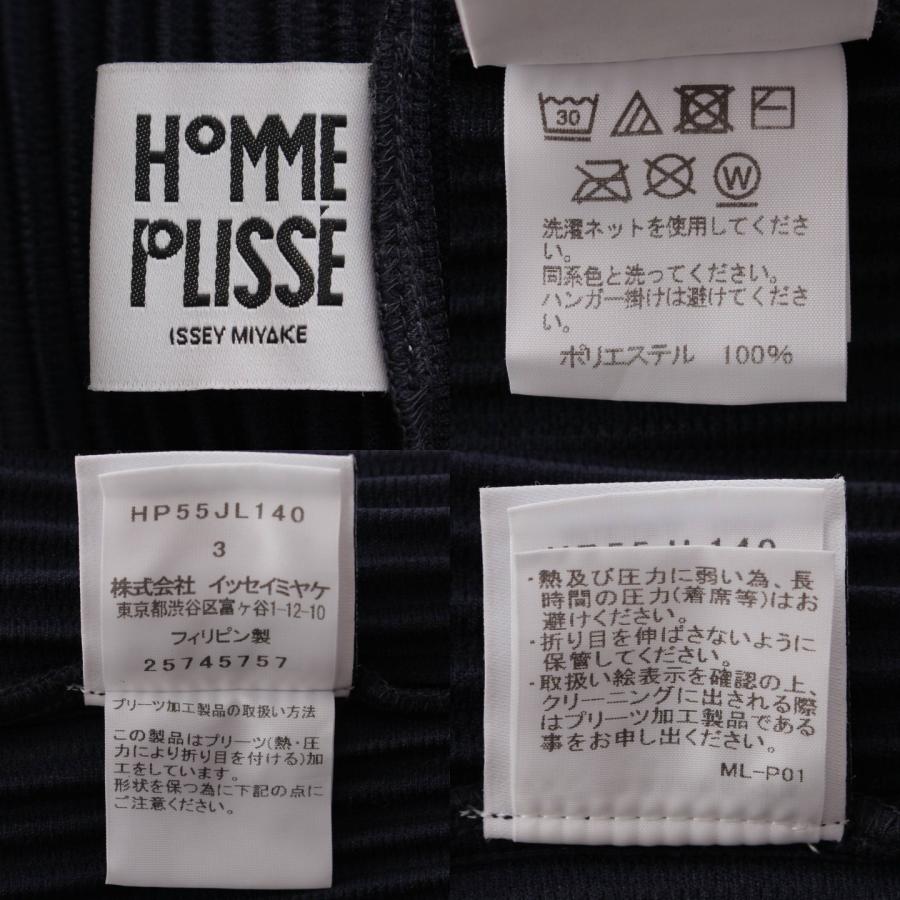 HOMME
PLISSÉ
ISSEY MIYAKE
30
W
洗濯ネットを使用してくださ
い。
同系色と洗ってください。
ハンガー掛けは避けてくださ
い。
ポリエステル 100%
HP55JL140
3
株式会社 イッセイミヤケ
東京都渋谷区富ヶ谷1-12-10
フィリピン製
25745757
プリーツ加工製品の取扱い方法
この製品はプリーツ(熱・圧
力により折り目を付ける)加
工をしています。
形状を保つ為に下記の点に
ご注意ください。
HP55JL140
・熱及び圧力に弱い為、長
時間の圧力(着席等)はお
避けください。
・折り目を伸ばさないように
保管してください。
・取扱い絵表示を確認の上、
クリーニングに出される際
はプリーツ加工製品である
事をお申し出ください。
ML-P01